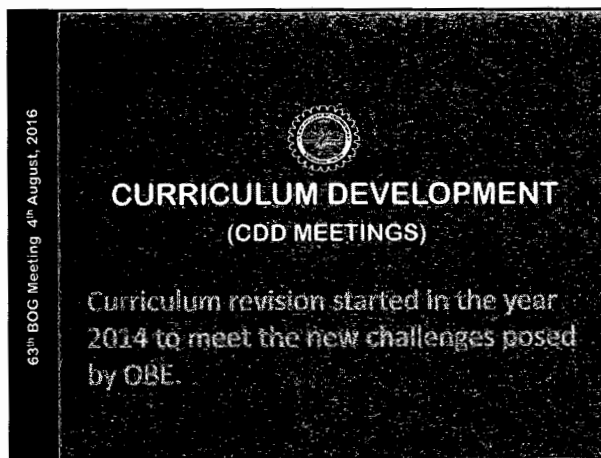 63th BOG Meeting 4th August, 2016
CURRICULUM DEVELOPMENT
(CDD MEETINGS)
Curriculum revision started in the year
2014 to meet the new challenges posed
by OBE.